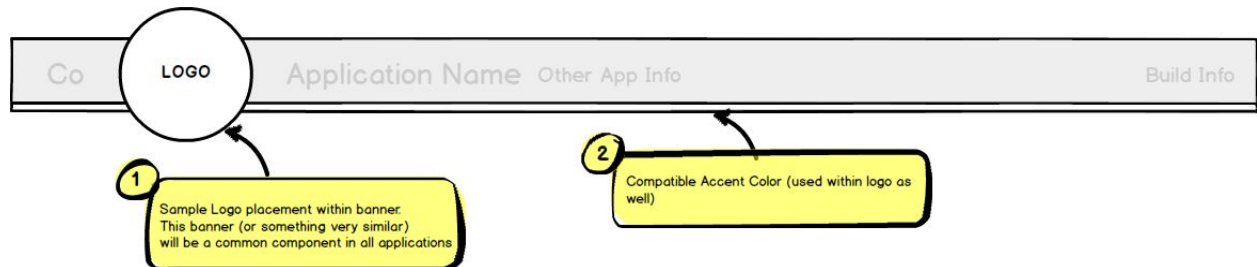 Co
LOGO
Application Name
Other App Info
Build Info
1
Sample Logo placement within banner.
This banner (or something very similar)
will be a common component in all applications
2
Compatible Accent Color (used within logo as
well)